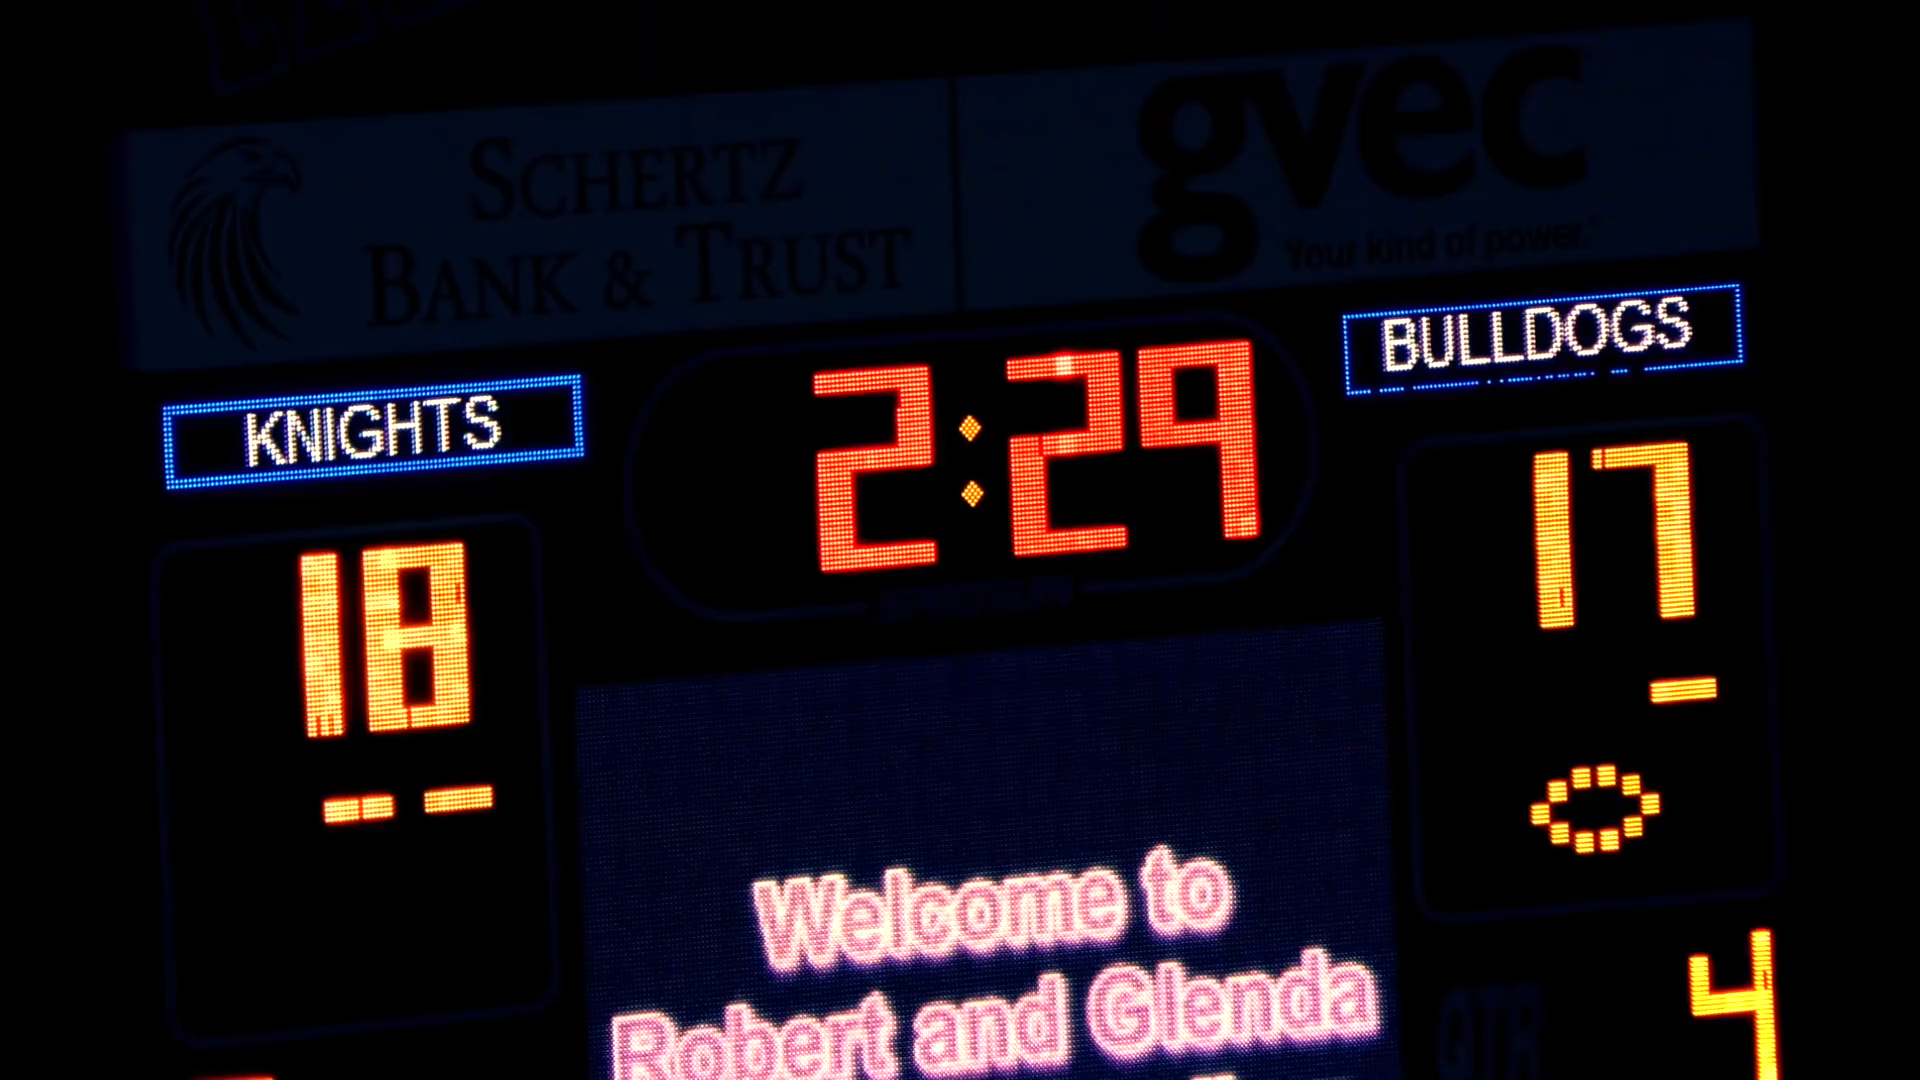 SCHERTZ
BANK & TRUST
gvec
Your kind of power.
KNIGHTS
2:29
BULLDOGS
18
17
QTR
4
Welcome to
Robert and Glenda